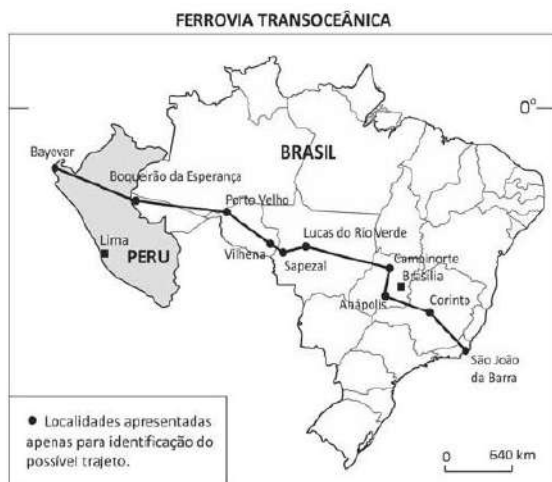 FERROVIA TRANSOCEÂNICA
0°
Bayovar
BRASIL
Boqueirão da Esperança
Porto Velho
Lucas do Rio Verde
Lima
PERU
Vilhena
Sapezal
Campinorte
Brasília
Anápolis
Corinto
São João
da Barra
● Localidades apresentadas
apenas para identificação do
possível trajeto.
0 640 km